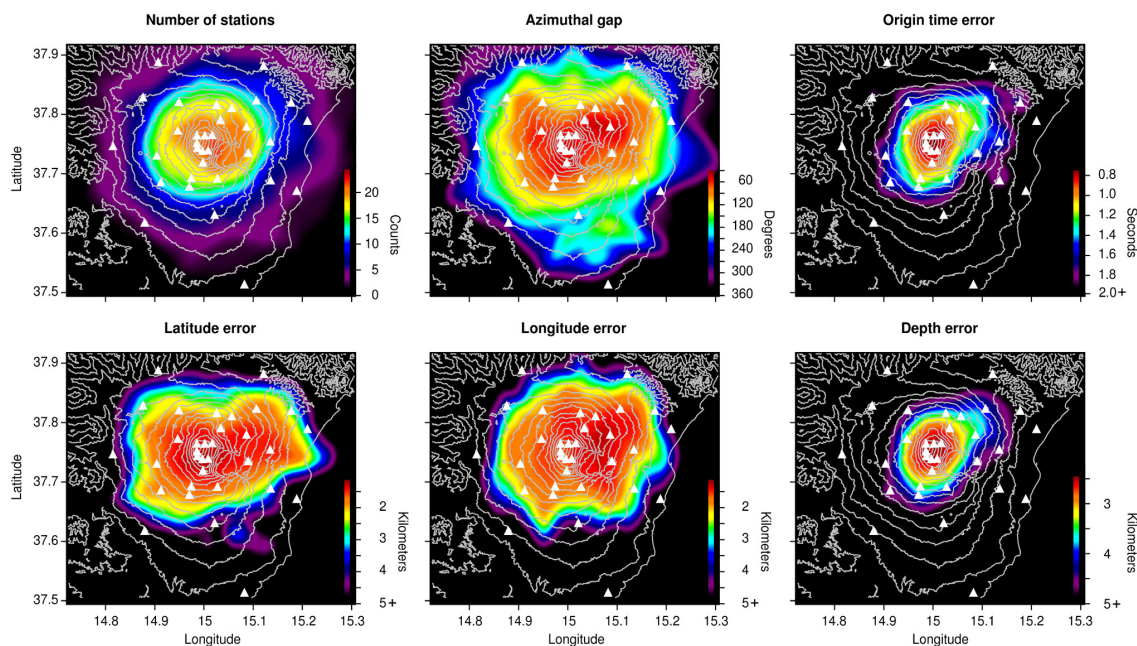 Number of stations
Azimuthal gap
Origin time error
37.9
37.8
37.7
37.6
37.5
Latitude
20
15
10
5
0
Counts
60
120
180
240
300
360
Degrees
0.8
1.0
1.2
1.4
1.6
1.8
2.0+
Seconds
Latitude error
Longitude error
Depth error
37.9
37.8
37.7
37.6
37.5
Latitude
2
3
4
5+
Kilometers
2
3
4
5+
Kilometers
3
4
5+
Kilometers
14.8 14.9 15 15.1 15.2 15.3
14.8 14.9 15 15.1 15.2 15.3
14.8 14.9 15 15.1 15.2 15.3
Longitude
Longitude
Longitude